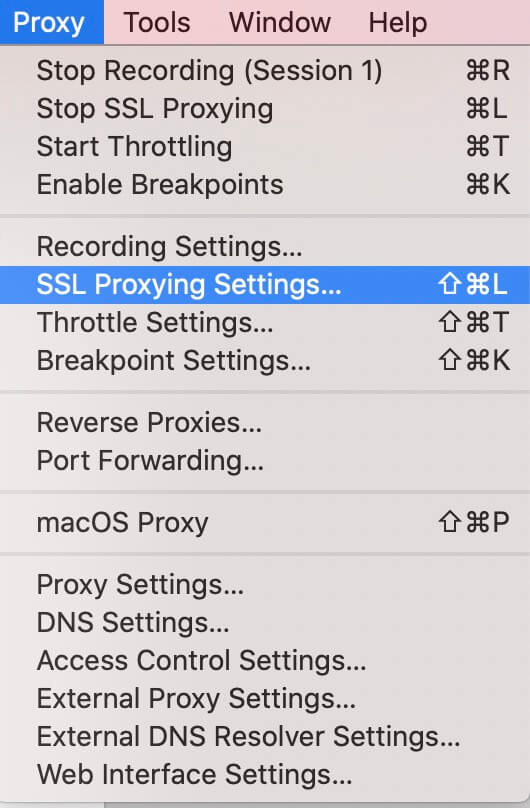 Proxy Tools Window Help
Stop Recording (Session 1) ⌘R
Stop SSL Proxying ⌘L
Start Throttling ⌘T
Enable Breakpoints ⌘K
Recording Settings...
SSL Proxying Settings... ⇧⌘L
Throttle Settings... ⇧⌘T
Breakpoint Settings... ⇧⌘K
Reverse Proxies...
Port Forwarding...
macOS Proxy ⇧⌘P
Proxy Settings...
DNS Settings...
Access Control Settings...
External Proxy Settings...
External DNS Resolver Settings...
Web Interface Settings...